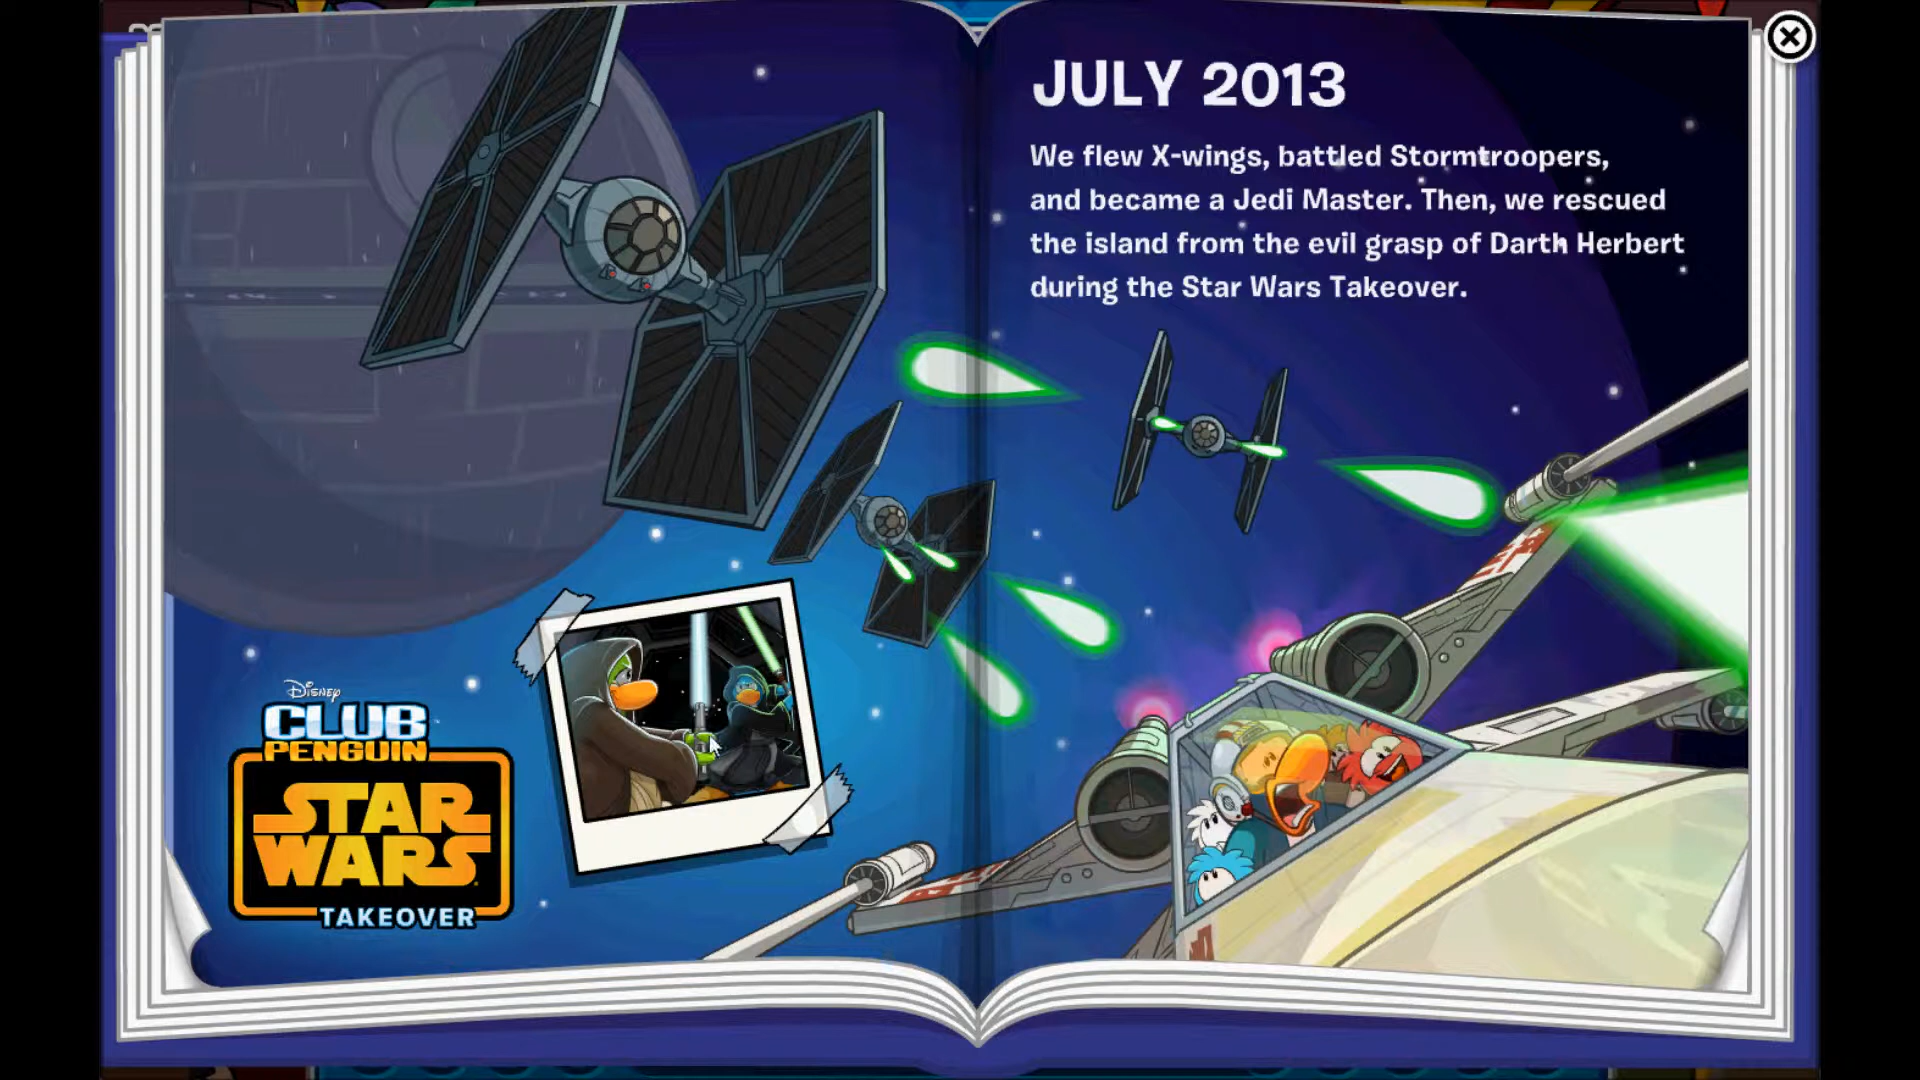 JULY 2013
We flew X-wings, battled Stormtroopers,
and became a Jedi Master. Then, we rescued
the island from the evil grasp of Darth Herbert
during the Star Wars Takeover.
Disney
CLUB
PENGUIN
STAR
WARS
TAKEOVER